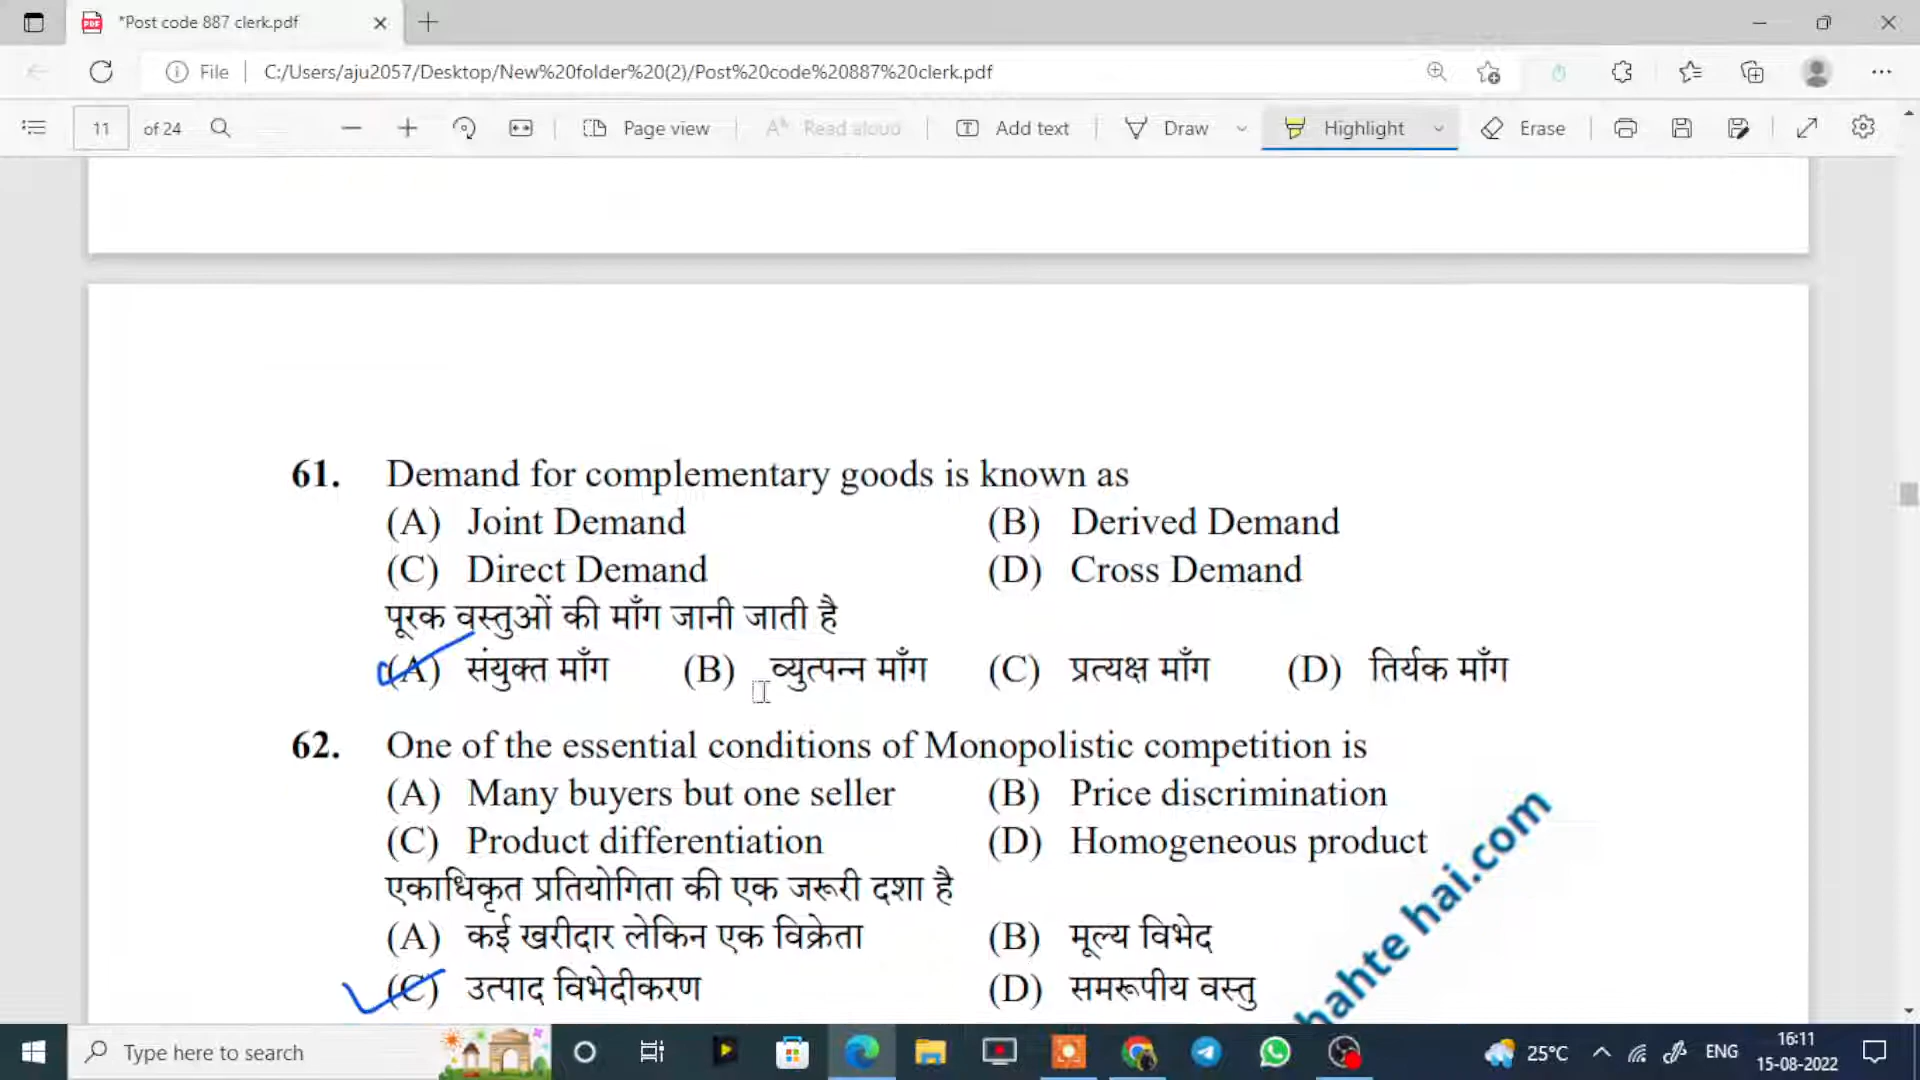 *Post code 887 clerk.pdf
File
C:/Users/aju2057/Desktop/New%20folder%20(2)/Post%20code%20887%20clerk.pdf
11 of 24
Page view
Read aloud
Add text
Draw
Highlight
Erase
61. Demand for complementary goods is known as
(A) Joint Demand (B) Derived Demand
(C) Direct Demand (D) Cross Demand
पूरक वस्तुओं की माँग जानी जाती है
(A) संयुक्त माँग (B) व्युत्पन्न माँग (C) प्रत्यक्ष माँग (D) तिर्यक माँग
62. One of the essential conditions of Monopolistic competition is
(A) Many buyers but one seller (B) Price discrimination
(C) Product differentiation (D) Homogeneous product
एकाधिकृत प्रतियोगिता की एक जरूरी दशा है
(A) कई खरीदार लेकिन एक विक्रेता (B) मूल्य विभेद
(C) उत्पाद विभेदीकरण (D) समरूपीय वस्तु
hahte hai.com
Type here to search
25°C
ENG
16:11
15-08-2022